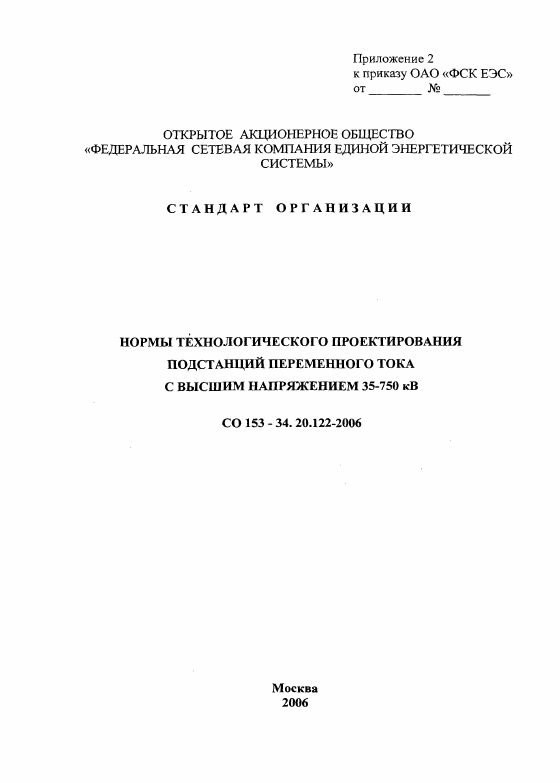 Приложение 2
к приказу ОАО «ФСК ЕЭС»
от ________ № _______
ОТКРЫТОЕ АКЦИОНЕРНОЕ ОБЩЕСТВО
«ФЕДЕРАЛЬНАЯ СЕТЕВАЯ КОМПАНИЯ ЕДИНОЙ ЭНЕРГЕТИЧЕСКОЙ
СИСТЕМЫ»
СТАНДАРТ ОРГАНИЗАЦИИ
НОРМЫ ТЕХНОЛОГИЧЕСКОГО ПРОЕКТИРОВАНИЯ
ПОДСТАНЦИЙ ПЕРЕМЕННОГО ТОКА
С ВЫСШИМ НАПРЯЖЕНИЕМ 35-750 кВ
СО 153 - 34. 20.122-2006
Москва
2006